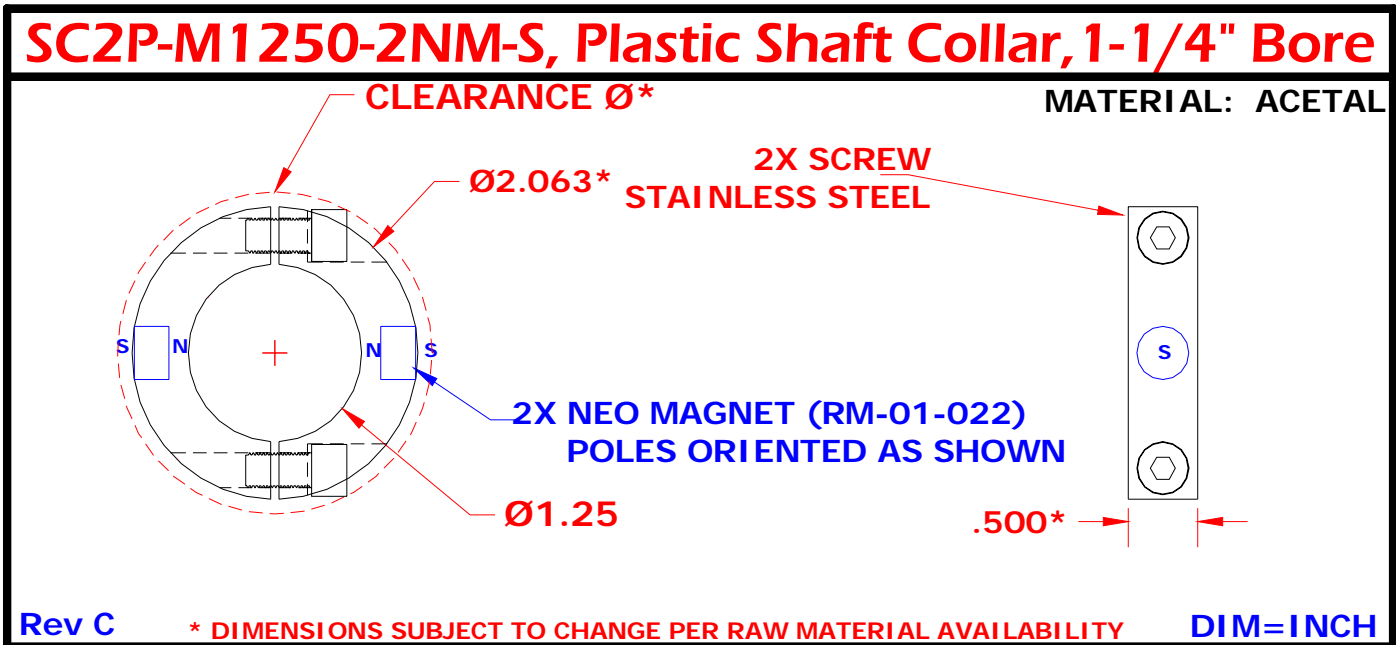 SC2P-M1250-2NM-S, Plastic Shaft Collar, 1-1/4" Bore
CLEARANCE Ø*
MATERIAL: ACETAL
Ø2.063*
2X SCREW
STAINLESS STEEL
S N N S
S
2X NEO MAGNET (RM-01-022)
POLES ORIENTED AS SHOWN
Ø1.25
.500*
Rev C
* DIMENSIONS SUBJECT TO CHANGE PER RAW MATERIAL AVAILABILITY
DIM=INCH